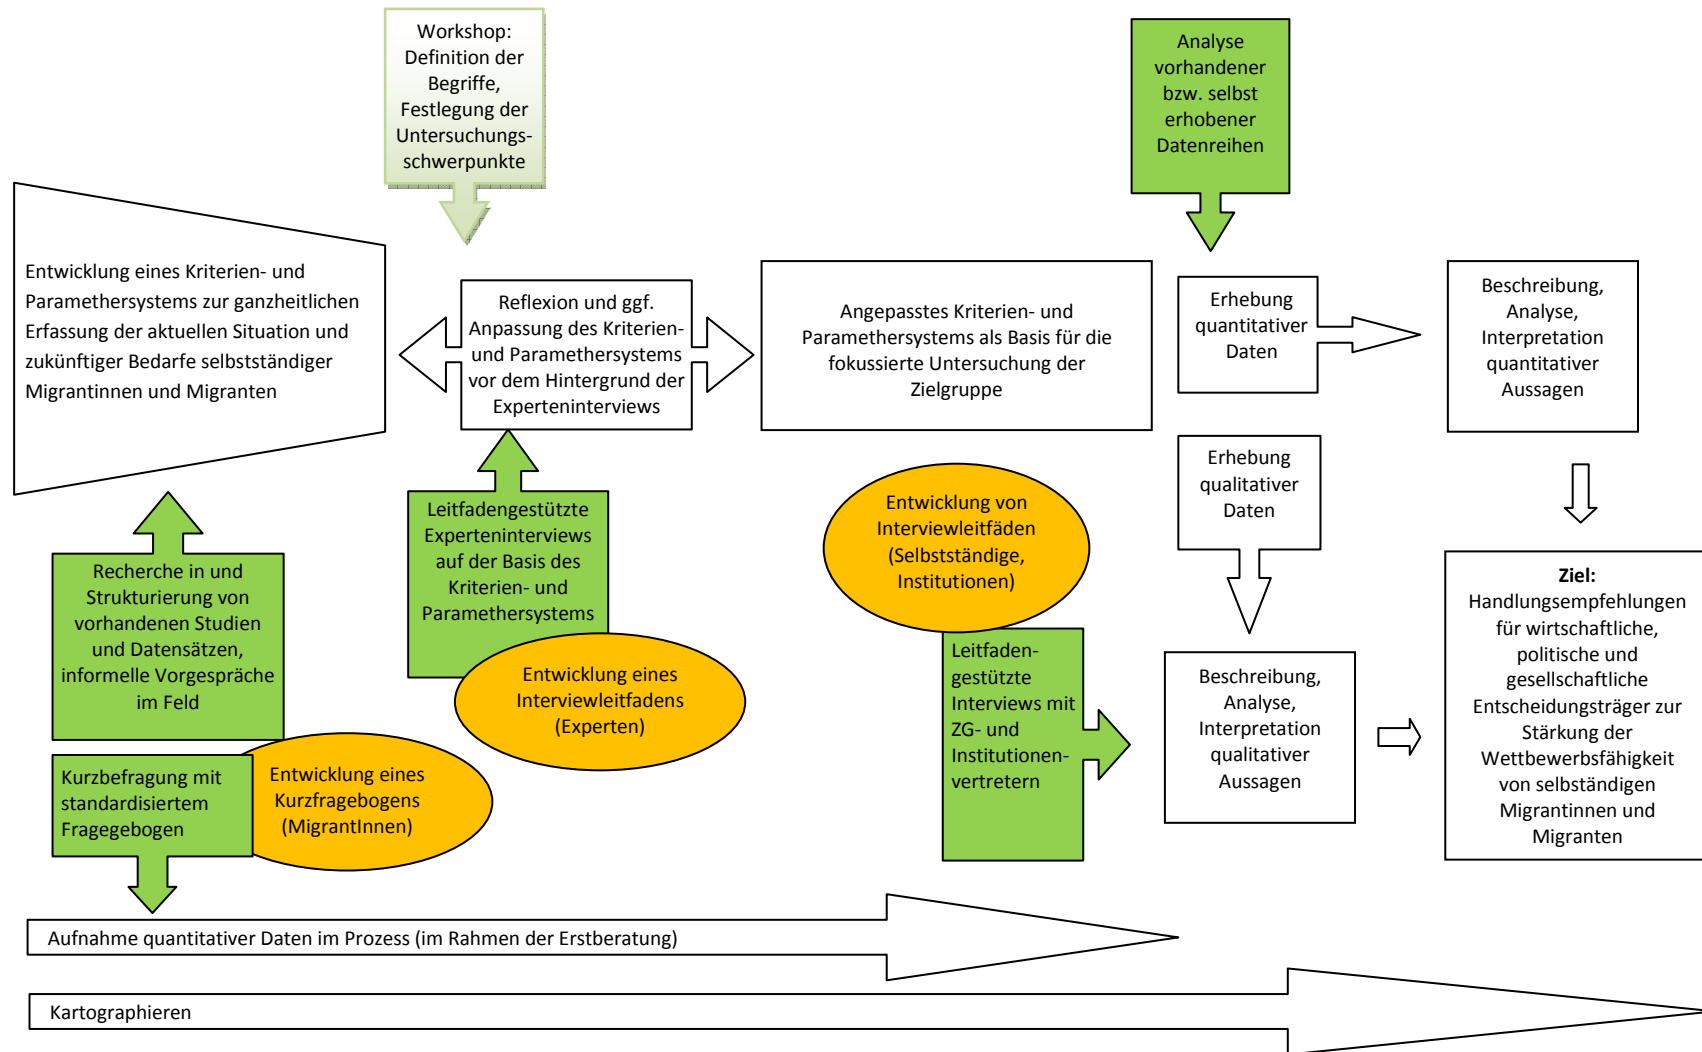 Workshop:
Definition der
Begriffe,
Festlegung der
Untersuchungs-
schwerpunkte
Analyse
vorhandener
bzw. selbst
erhobener
Datenreihen
Entwicklung eines Kriterien- und
Paramethersystems zur ganzheitlichen
Erfassung der aktuellen Situation und
zukünftiger Bedarfe selbstständiger
Migrantinnen und Migranten
Reflexion und ggf.
Anpassung des Kriterien-
und Paramethersystems
vor dem Hintergrund der
Experteninterviews
Angepasstes Kriterien- und
Paramethersystems als Basis für die
fokussierte Untersuchung der
Zielgruppe
Erhebung
quantitativer
Daten
Beschreibung,
Analyse,
Interpretation
quantitativer
Aussagen
Erhebung
qualitativer
Daten
Recherche in und
Strukturierung von
vorhandenen Studien
und Datensätzen,
informelle Vorgespräche
im Feld
Leitfadengestützte
Experteninterviews
auf der Basis des
Kriterien- und
Paramethersystems
Entwicklung eines
Interviewleitfadens
(Experten)
Entwicklung von
Interviewleitfäden
(Selbstständige,
Institutionen)
Leitfaden-
gestützte
Interviews mit
ZG- und
Institutionen-
vertretern
Beschreibung,
Analyse,
Interpretation
qualitativer
Aussagen
Ziel:
Handlungsempfehlungen
für wirtschaftliche,
politische und
gesellschaftliche
Entscheidungsträger zur
Stärkung der
Wettbewerbsfähigkeit
von selbständigen
Migrantinnen und
Migranten
Kurzbefragung mit
standardisiertem
Fragegebogen
Entwicklung eines
Kurzfragebogens
(MigrantInnen)
Aufnahme quantitativer Daten im Prozess (im Rahmen der Erstberatung)
Kartographieren